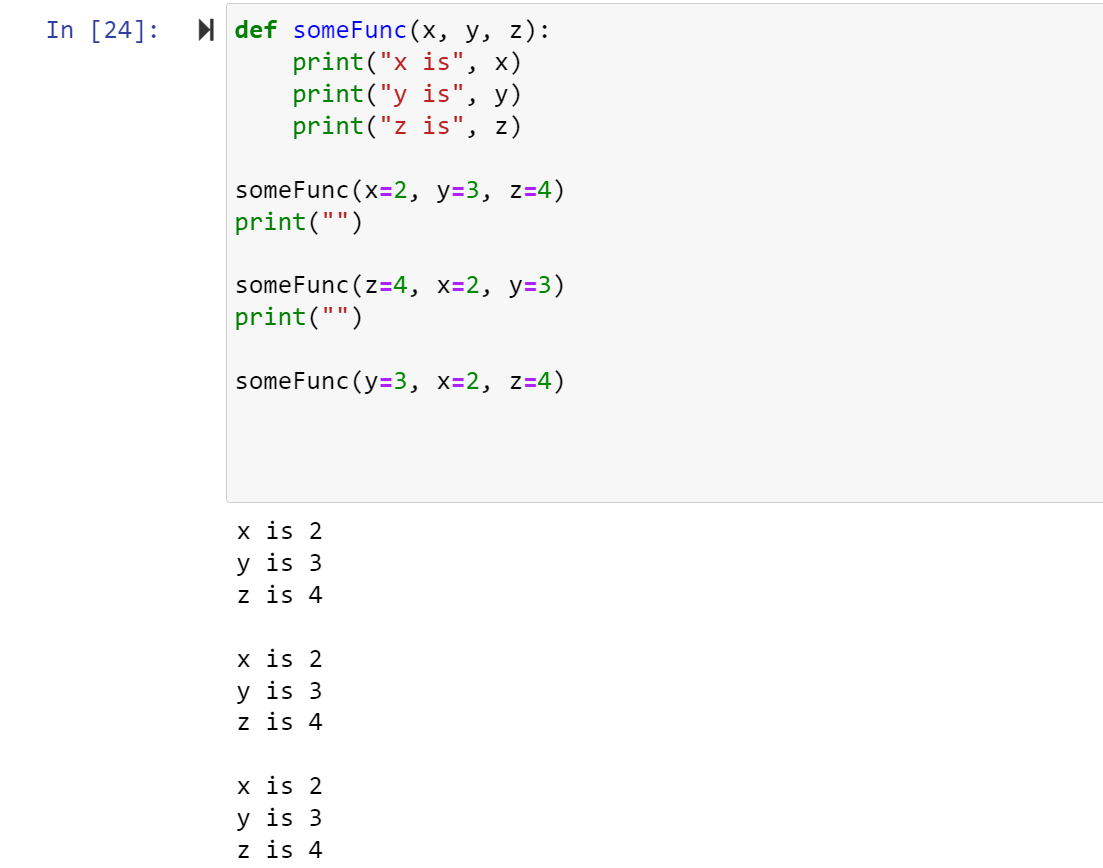 In [24]:
def someFunc(x, y, z):
    print("x is", x)
    print("y is", y)
    print("z is", z)

someFunc(x=2, y=3, z=4)
print("")

someFunc(z=4, x=2, y=3)
print("")

someFunc(y=3, x=2, z=4)

x is 2
y is 3
z is 4

x is 2
y is 3
z is 4

x is 2
y is 3
z is 4